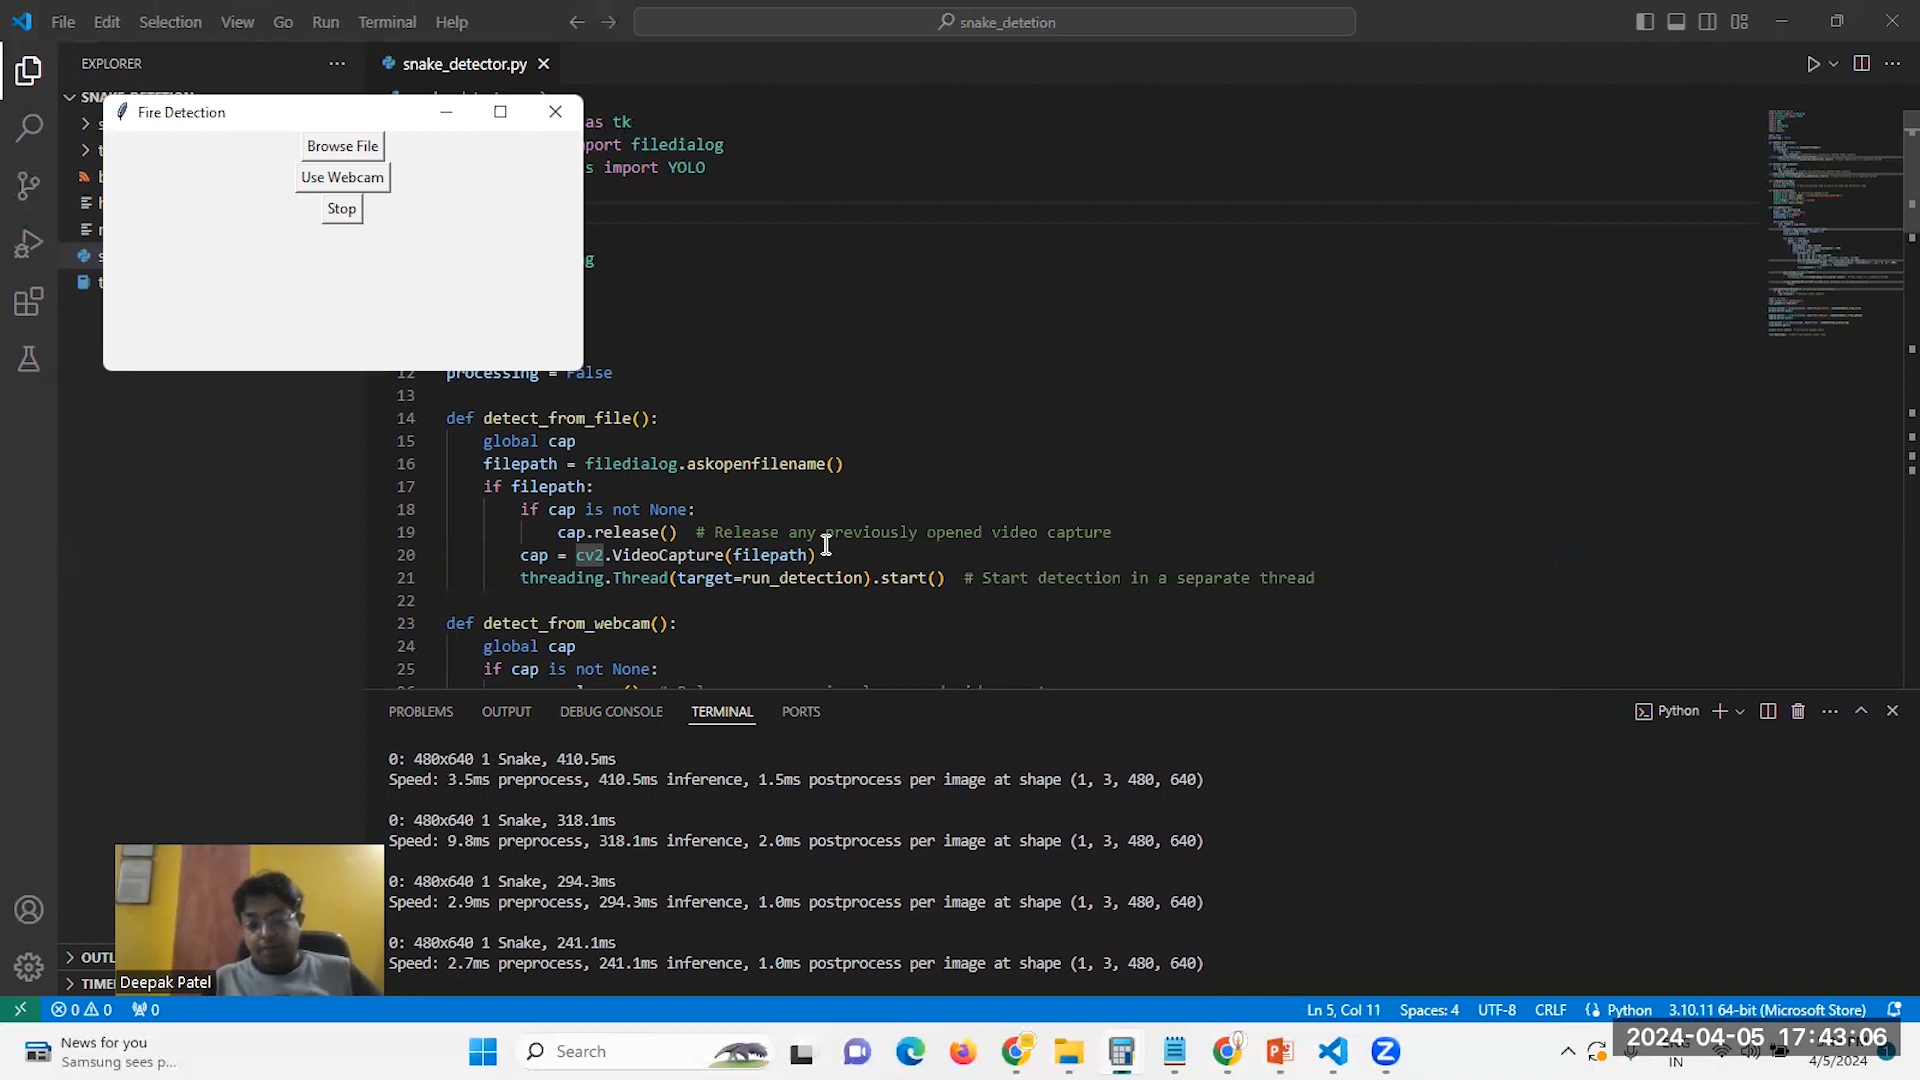 File Edit Selection View Go Run Terminal Help
snake_detetion
EXPLORER
snake_detector.py
Fire Detection
Browse File
Use Webcam
Stop
as tk
port filedialog
s import YOLO
g
12 processing = False
13
14 def detect_from_file():
15 global cap
16 filepath = filedialog.askopenfilename()
17 if filepath:
18 if cap is not None:
19 cap.release() # Release any previously opened video capture
20 cap = cv2.VideoCapture(filepath)
21 threading.Thread(target=run_detection).start() # Start detection in a separate thread
22
23 def detect_from_webcam():
24 global cap
25 if cap is not None:
PROBLEMS OUTPUT DEBUG CONSOLE TERMINAL PORTS
Python
0: 480x640 1 Snake, 410.5ms
Speed: 3.5ms preprocess, 410.5ms inference, 1.5ms postprocess per image at shape (1, 3, 480, 640)
0: 480x640 1 Snake, 318.1ms
Speed: 9.8ms preprocess, 318.1ms inference, 2.0ms postprocess per image at shape (1, 3, 480, 640)
0: 480x640 1 Snake, 294.3ms
Speed: 2.9ms preprocess, 294.3ms inference, 1.0ms postprocess per image at shape (1, 3, 480, 640)
0: 480x640 1 Snake, 241.1ms
Speed: 2.7ms preprocess, 241.1ms inference, 1.0ms postprocess per image at shape (1, 3, 480, 640)
OUTL
TIME
Deepak Patel
0 0 0
Ln 5, Col 11 Spaces: 4 UTF-8 CRLF Python 3.10.11 64-bit (Microsoft Store)
News for you
Samsung sees p...
Search
2024-04-05 17:43:06
IN
4/5/2024